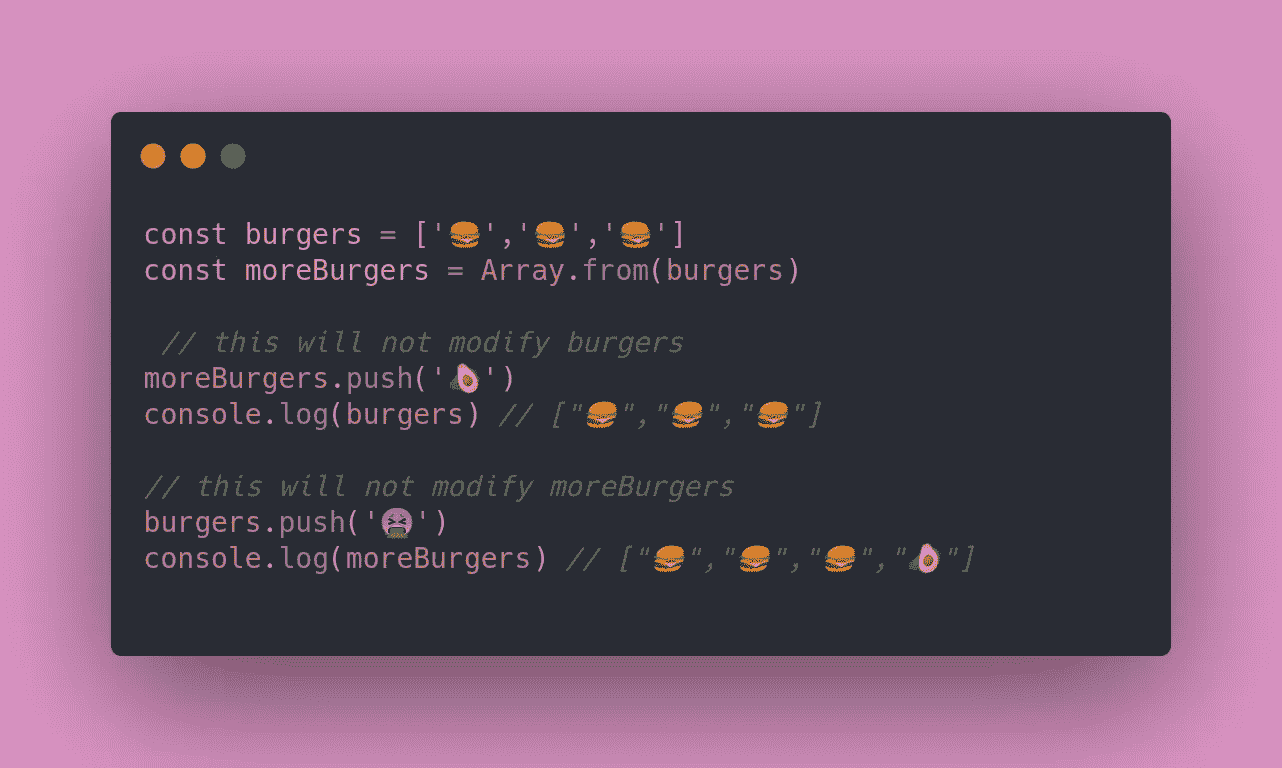 const burgers = ['🍔','🍔','🍔']
const moreBurgers = Array.from(burgers)
// this will not modify burgers
moreBurgers.push('🥑')
console.log(burgers) // ["🍔","🍔","🍔"]
// this will not modify moreBurgers
burgers.push('🤮')
console.log(moreBurgers) // ["🍔","🍔","🍔","🥑"]